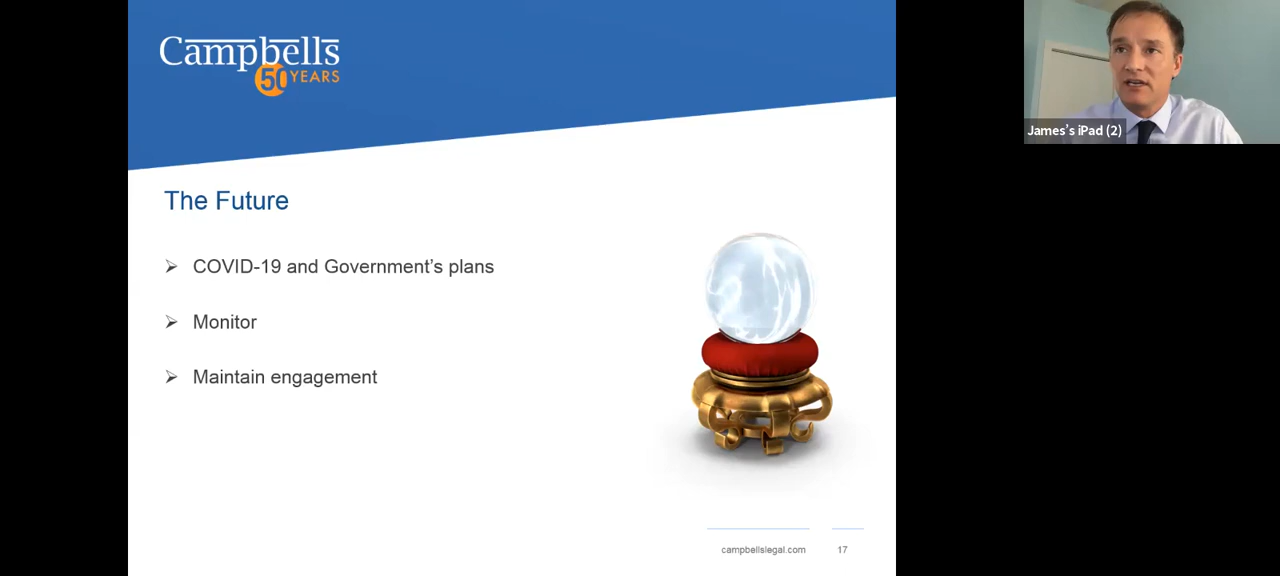 Campbells
50 YEARS
James's iPad (2)
The Future
➢ COVID-19 and Government's plans
➢ Monitor
➢ Maintain engagement
campbellslegal.com 17